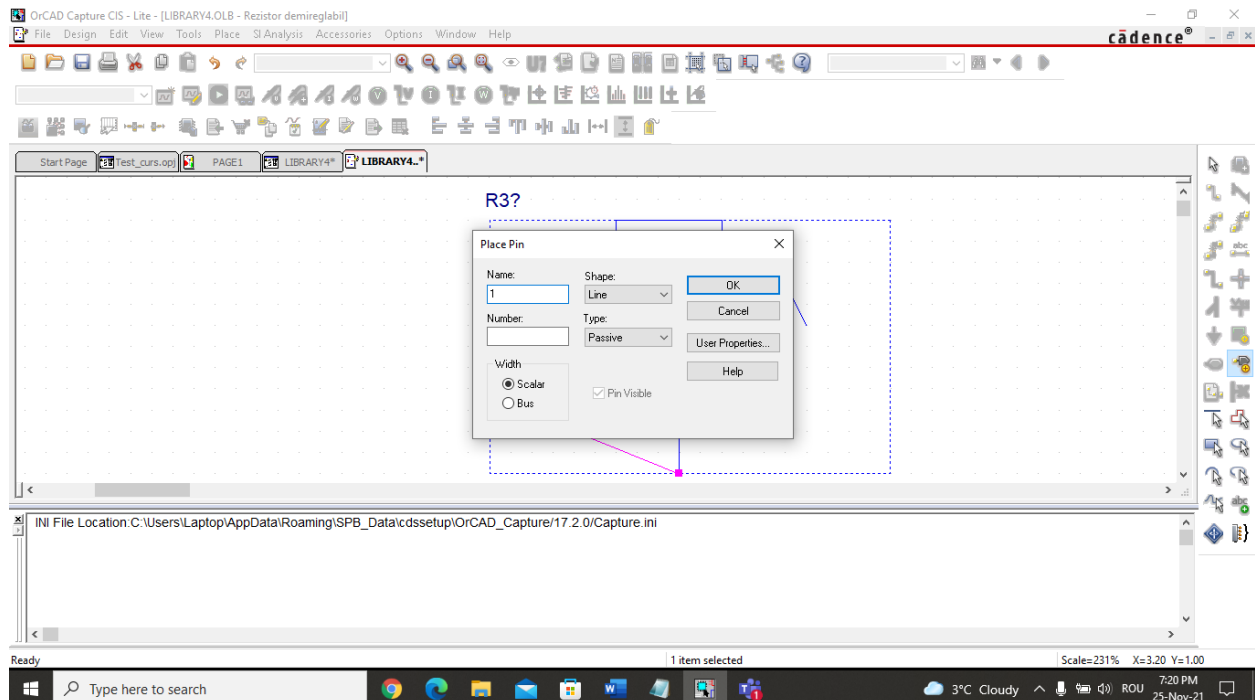 OrCAD Capture CIS - Lite - [LIBRARY4.OLB - Rezistor demireglabil]
File Design Edit View Tools Place SI Analysis Accessories Options Window Help
cādence®
U?
abc
Start Page Test_curs.opj PAGE1 LIBRARY4* LIBRARY4..*
R3?
Place Pin
Name:
Shape:
1
Line
OK
Number:
Type:
Cancel
Passive
User Properties...
Width
Help
Scalar
Pin Visible
Bus
INI File Location:C:\Users\Laptop\AppData\Roaming\SPB_Data\cdssetup\OrCAD_Capture/17.2.0/Capture.ini
Ready
1 item selected
Scale=231% X=3.20 Y=1.00
Type here to search
3°C Cloudy
ROU
7:20 PM
25-Nov-21